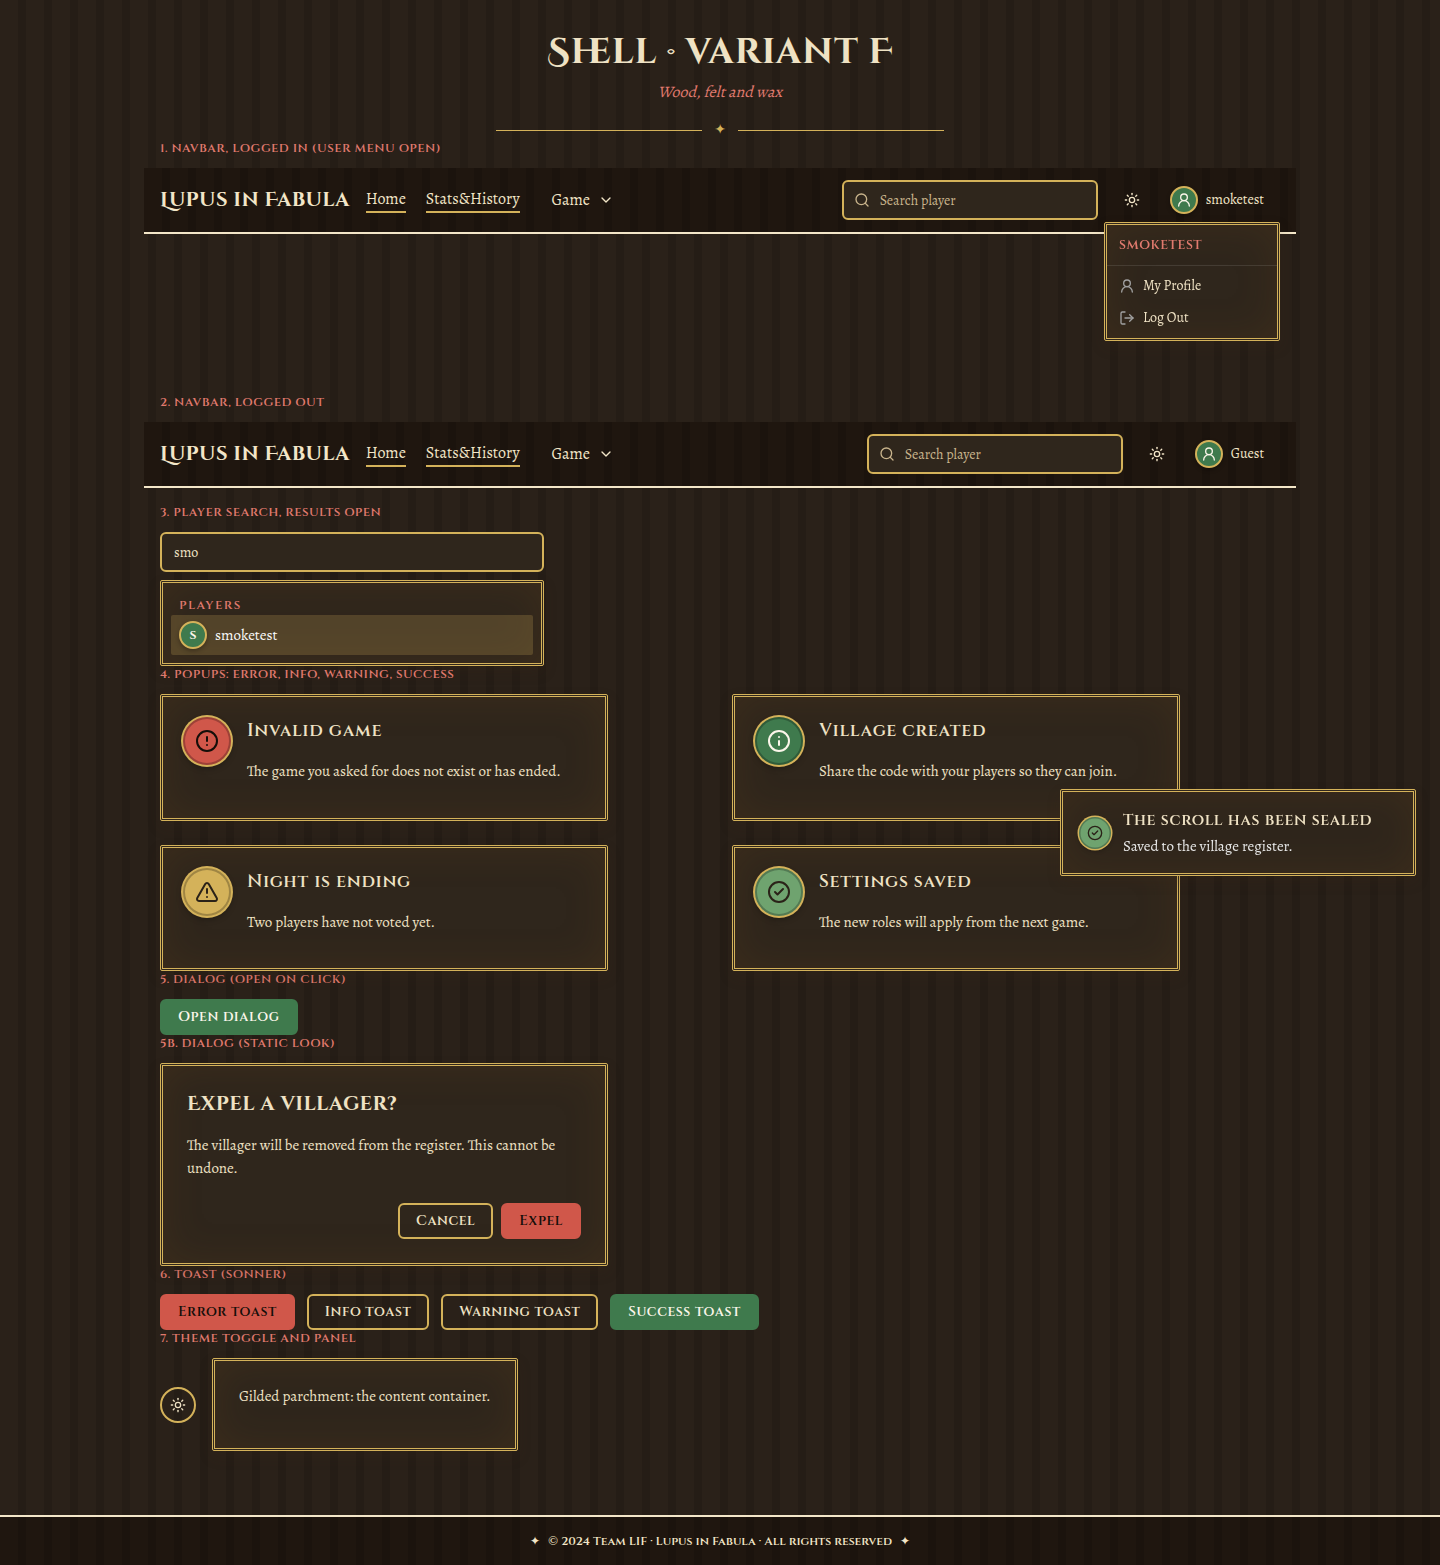 Shell · variant F
Wood, felt and wax
1. Navbar, logged in (user menu open)
Lupus in Fabula Home Stats&History Game Search player smoketest
smoketest
My Profile
Log Out
2. Navbar, logged out
Lupus in Fabula Home Stats&History Game Search player Guest
3. Player search, results open
smo
Players
S smoketest
4. Popups: error, info, warning, success
Invalid game
The game you asked for does not exist or has ended.
Village created
Share the code with your players so they can join.
The scroll has been sealed
Saved to the village register.
Night is ending
Two players have not voted yet.
Settings saved
The new roles will apply from the next game.
5. Dialog (open on click)
Open dialog
5b. Dialog (static look)
Expel a villager?
The villager will be removed from the register. This cannot be
undone.
Cancel Expel
6. Toast (sonner)
Error toast Info toast Warning toast Success toast
7. Theme toggle and panel
Gilded parchment: the content container.
✦ © 2024 Team LIF · Lupus in Fabula · All rights reserved ✦